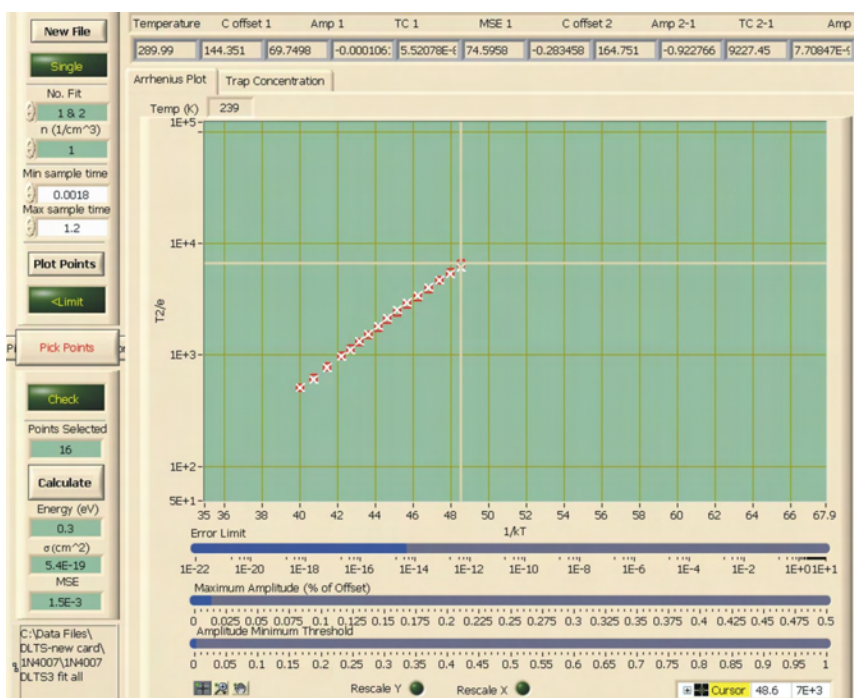 New File
Single
No. Fit
1 & 2
n (1/cm^3)
1
Min sample time
0.0018
Max sample time
1.2
Plot Points
<Limit
Pick Points
Check
Points Selected
16
Calculate
Energy (eV)
0.3
σ(cm^2)
5.4E-19
MSE
1.5E-3
C:\Data Files\
DLTS-new card\
1N4007\1N4007
DLTS3 fit all
Temperature C offset 1 Amp 1 TC 1 MSE 1 C offset 2 Amp 2-1 TC 2-1 Amp
289.99 144.351 69.7498 -0.000106: 5.52078E-8 74.5958 -0.283458 164.751 -0.922766 9227.45 7.70847E-9
Arrhenius Plot Trap Concentration
Temp (K) 239
1E+5
1E+4
T2/e
1E+3
1E+2
5E+1
35 36 38 40 42 44 46 48 50 52 54 56 58 60 62 64 66 67.9
1/kT
Error Limit
1E-22 1E-20 1E-18 1E-16 1E-14 1E-12 1E-10 1E-8 1E-6 1E-4 1E-2 1E+01E+1
Maximum Amplitude (% of Offset)
0 0.025 0.05 0.075 0.1 0.125 0.15 0.175 0.2 0.225 0.25 0.275 0.3 0.325 0.35 0.375 0.4 0.425 0.45 0.475 0.5
Amplitude Minimum Threshold
0 0.05 0.1 0.15 0.2 0.25 0.3 0.35 0.4 0.45 0.5 0.55 0.6 0.65 0.7 0.75 0.8 0.85 0.9 0.95 1
Rescale Y Rescale X Cursor 48.6 7E+3